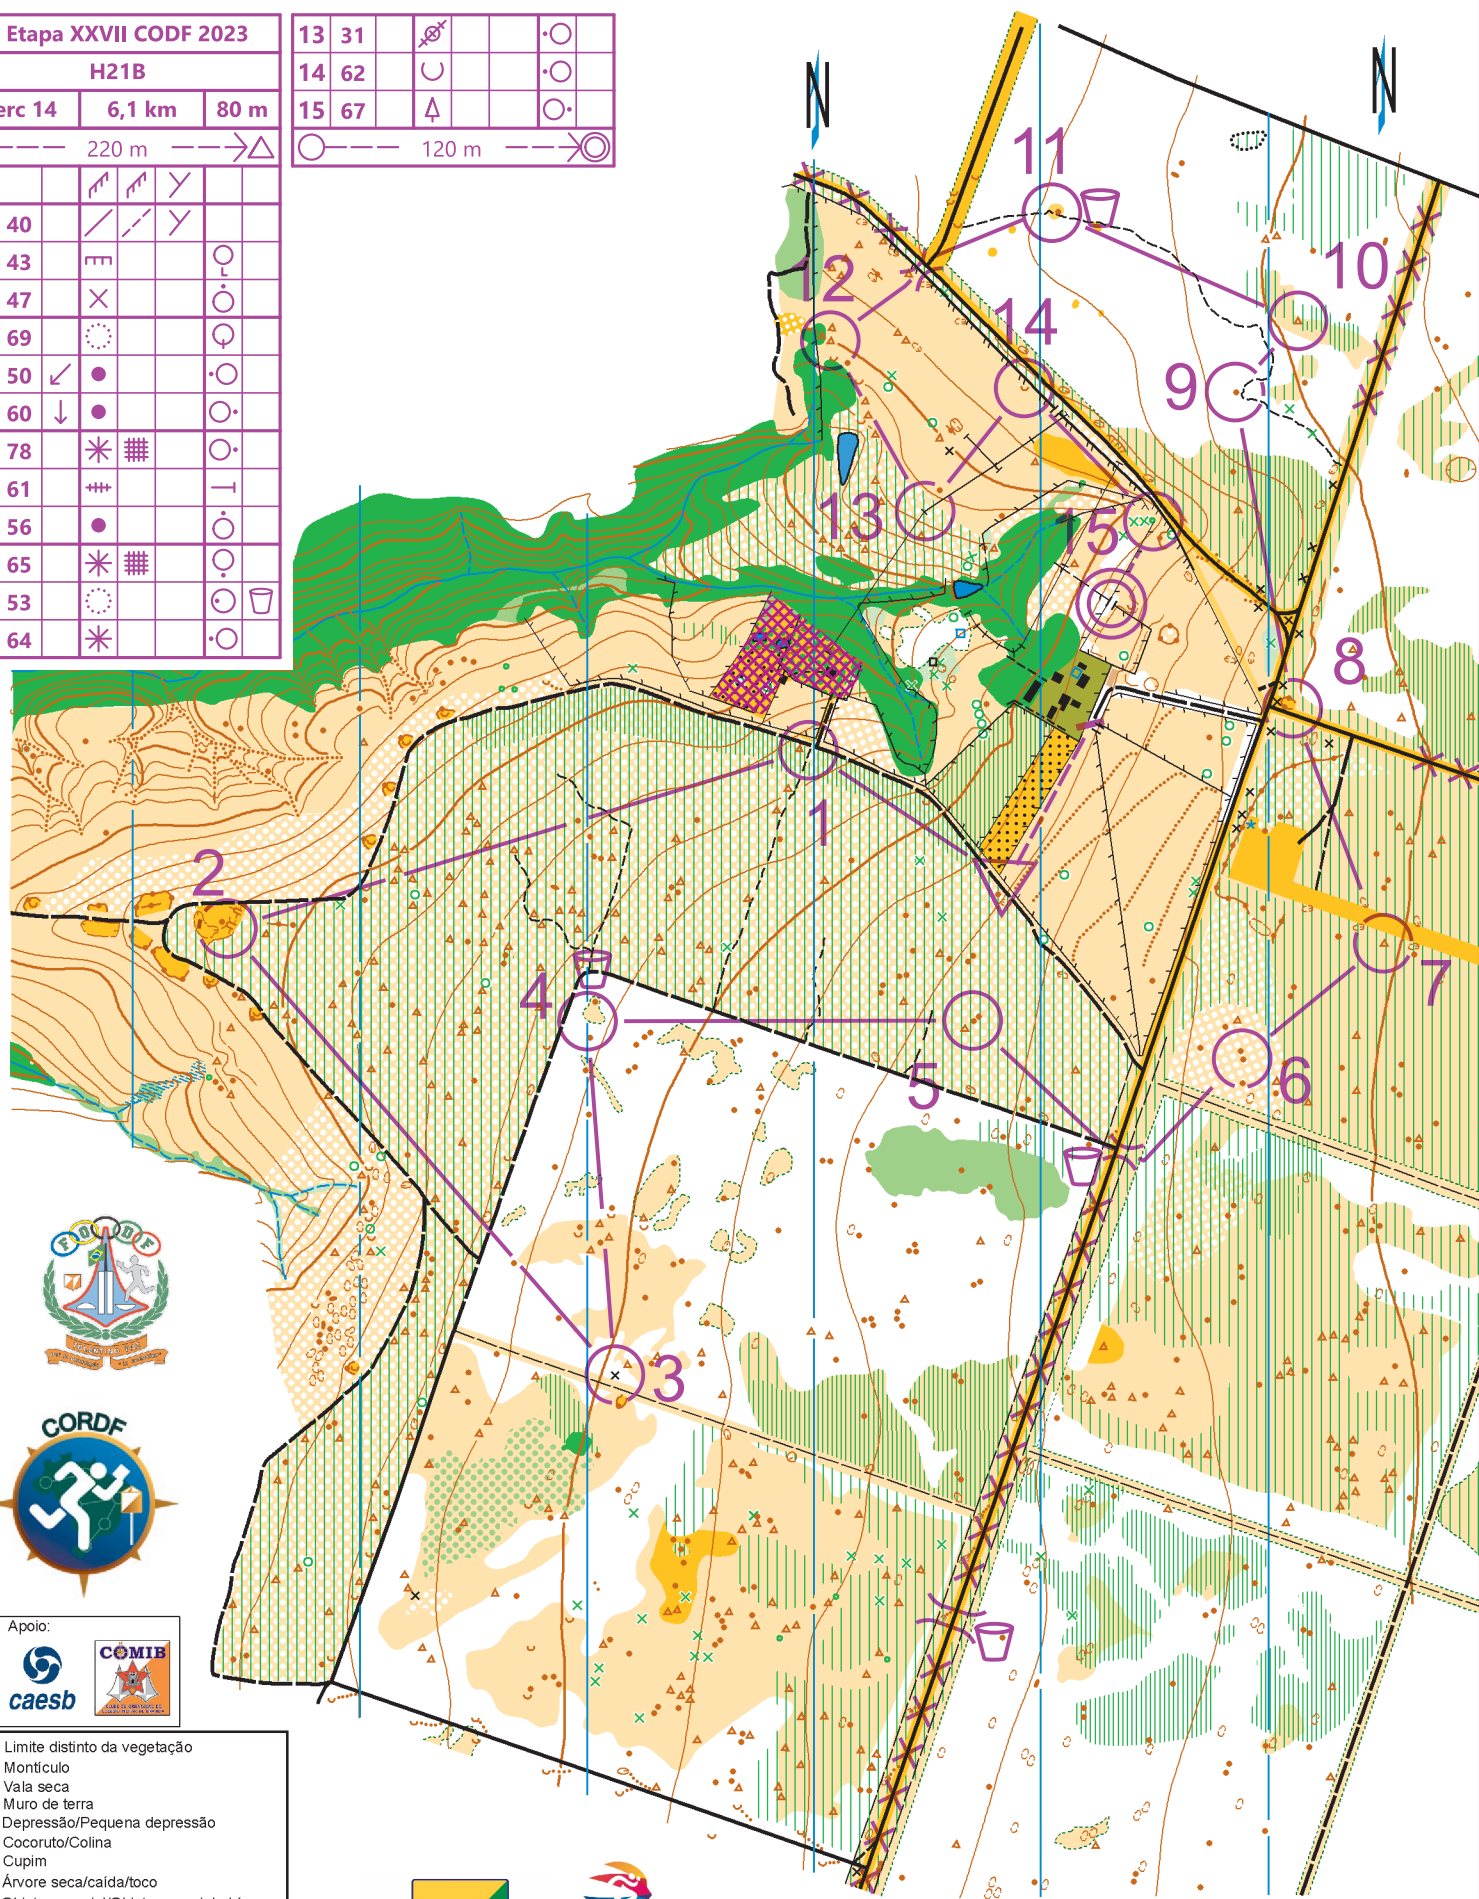 Etapa XXVII CODF 2023
H21B
erc 14 6,1 km 80 m
220 m
40
43
47
69
50
60
78
61
56
65
53
64
13 31
14 62
15 67
120 m
N
N
11
10
12
14
9
13
15
8
1
2
7
4
6
5
3
FOCODF
CORDF
Apoio:
caesb
COMIB
Limite distinto da vegetação
Montículo
Vala seca
Muro de terra
Depressão/Pequena depressão
Cocoruto/Colina
Cupim
Árvore seca/caída/toco